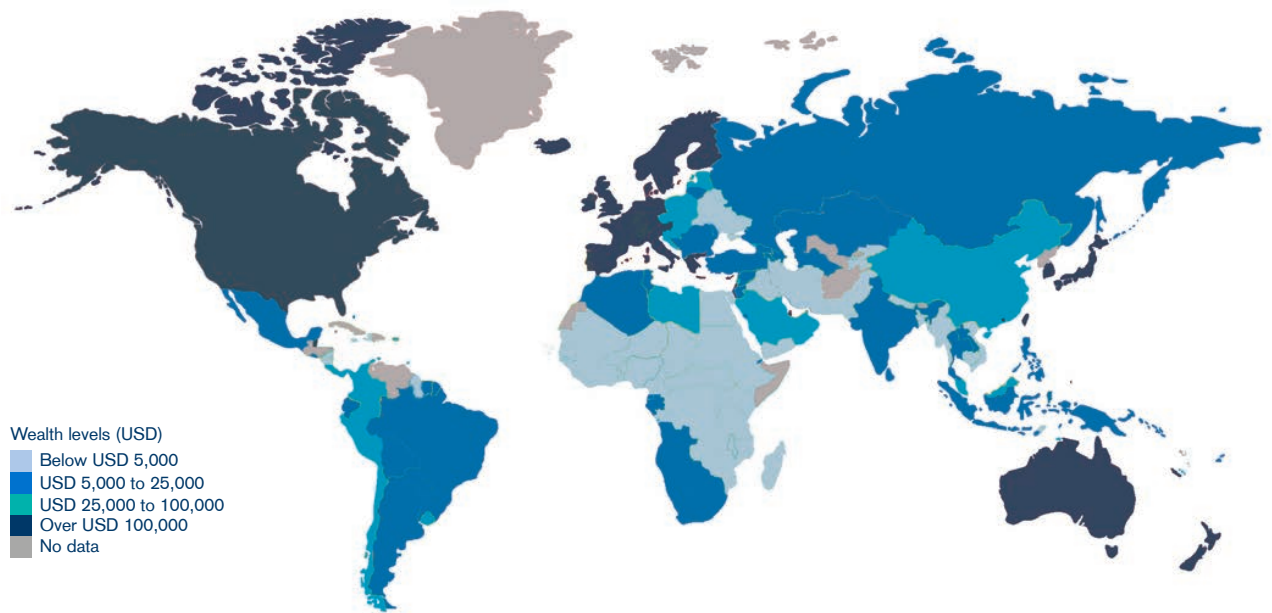 Wealth levels (USD)
Below USD 5,000
USD 5,000 to 25,000
USD 25,000 to 100,000
Over USD 100,000
No data